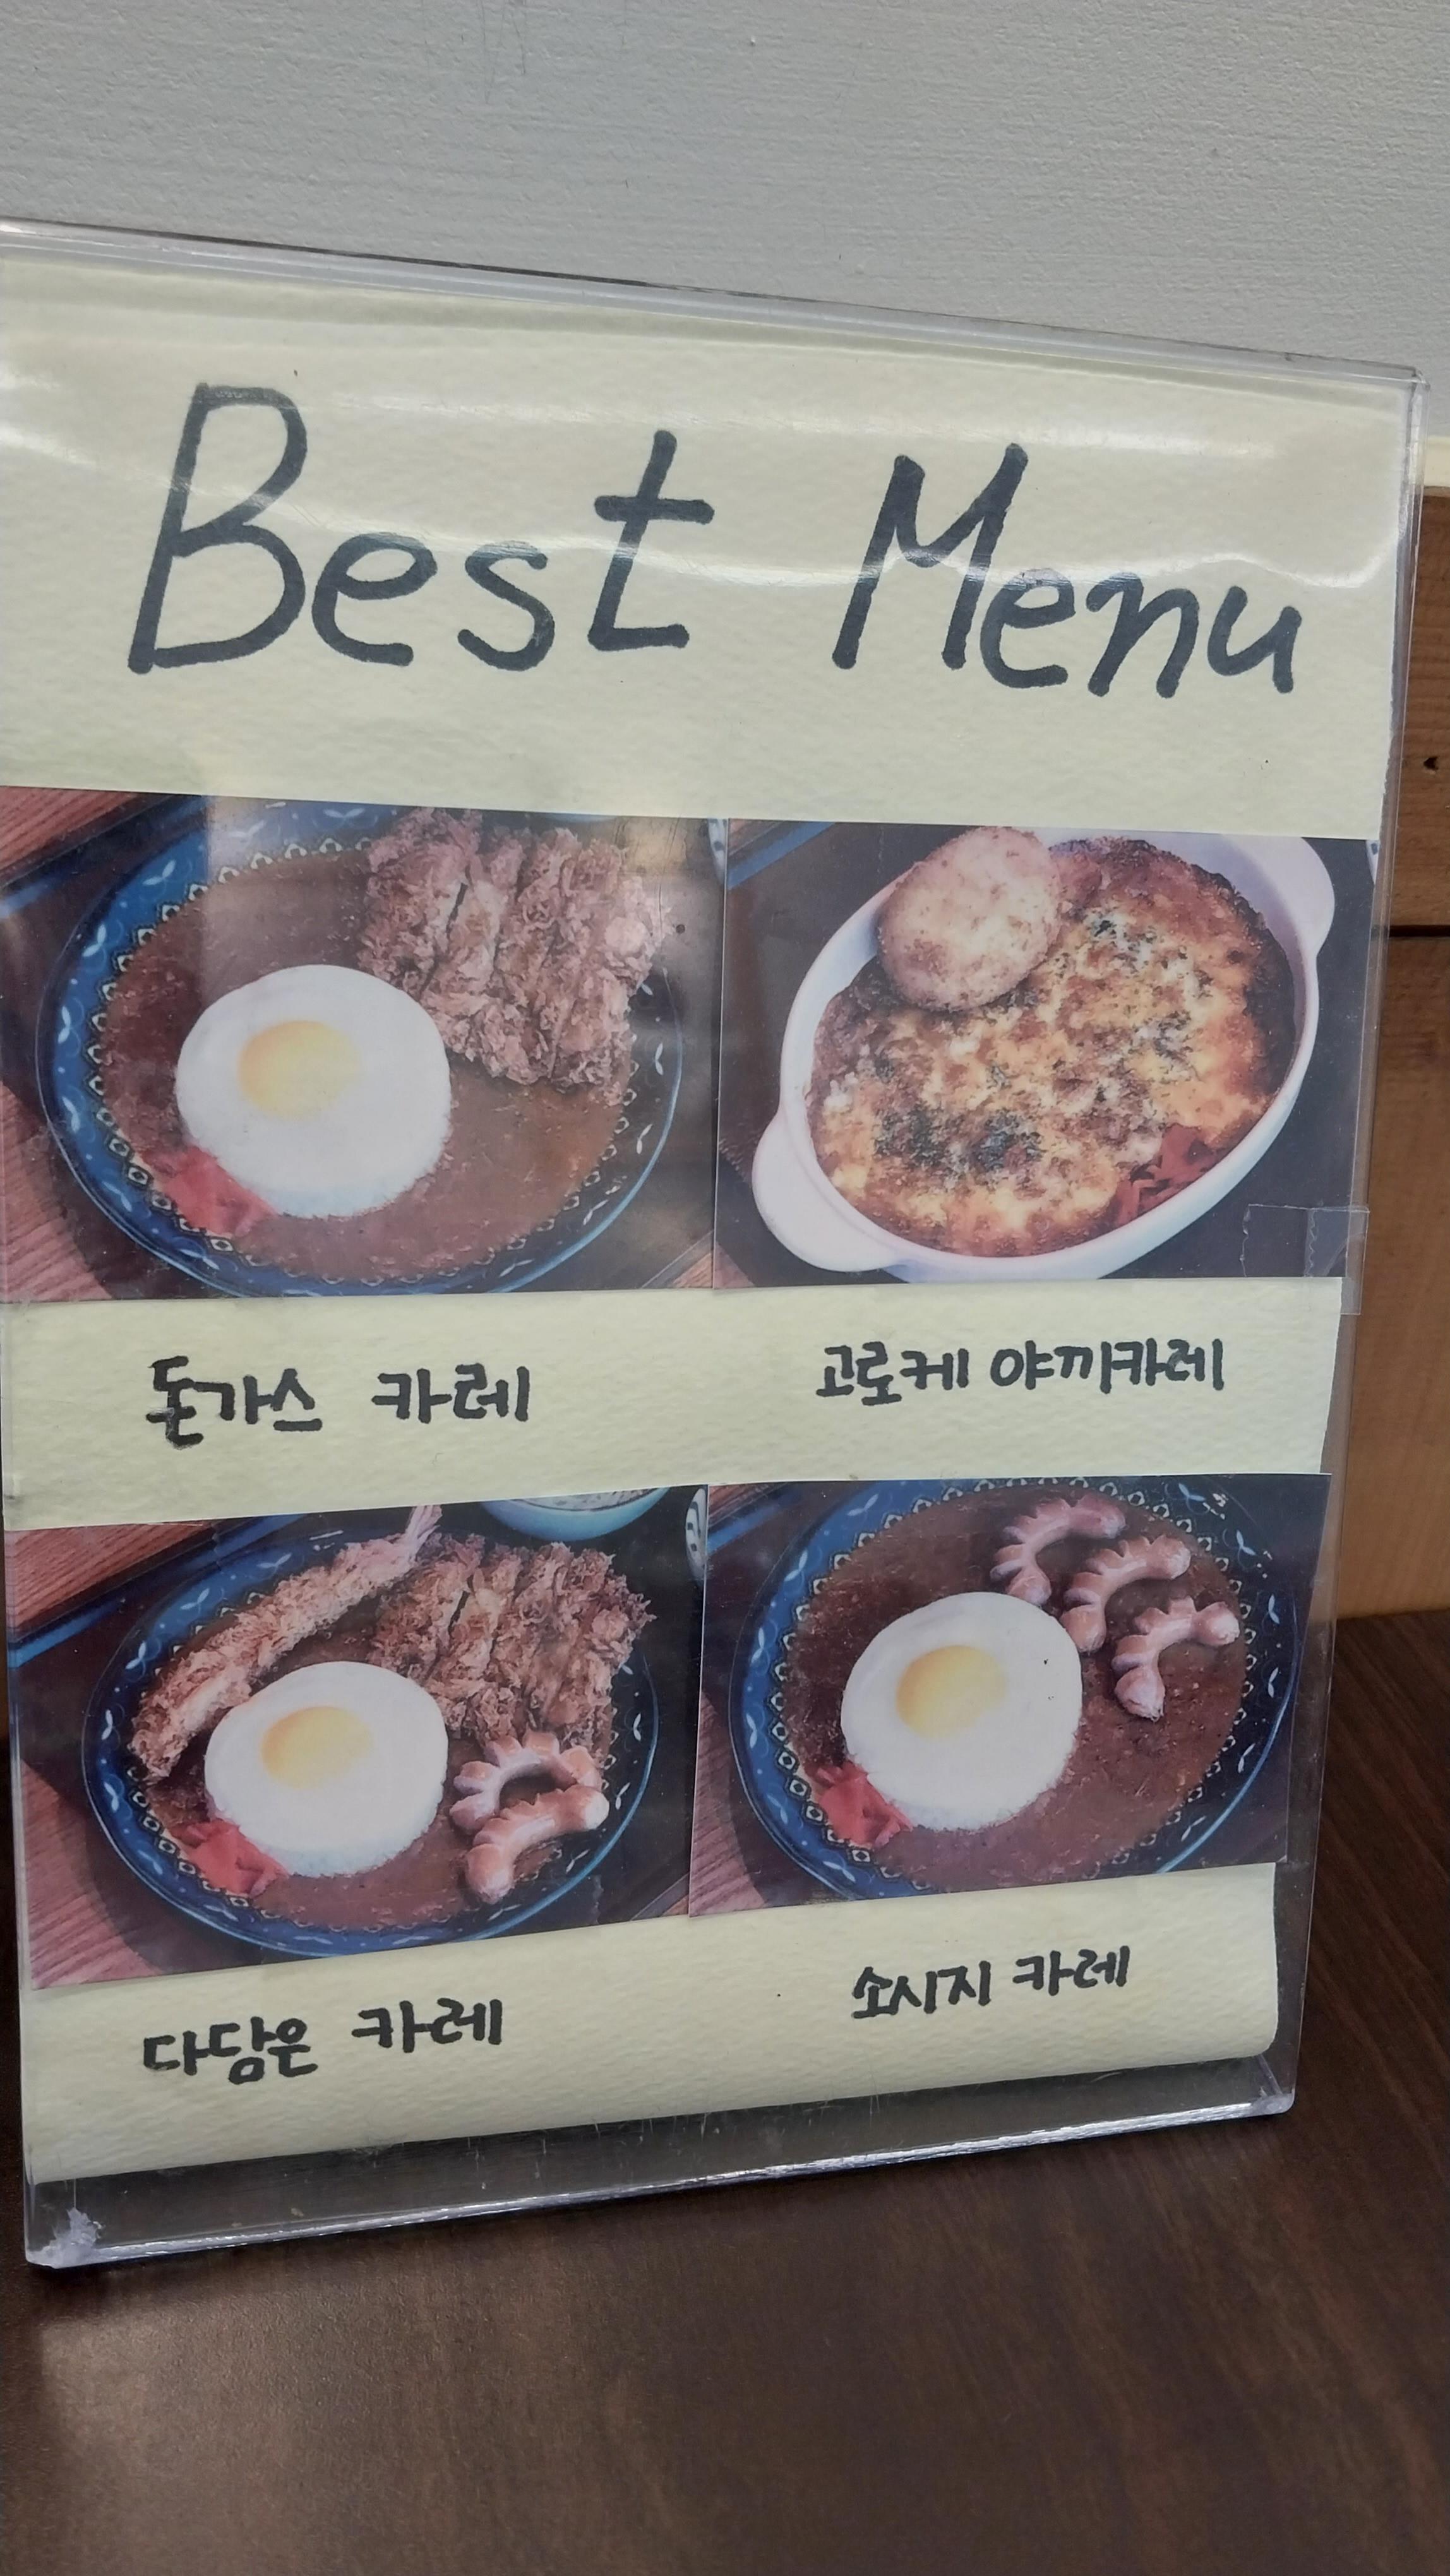 Best Menu
돈가스 카레
고로케 야끼카레
다담은 카레
소시지 카레